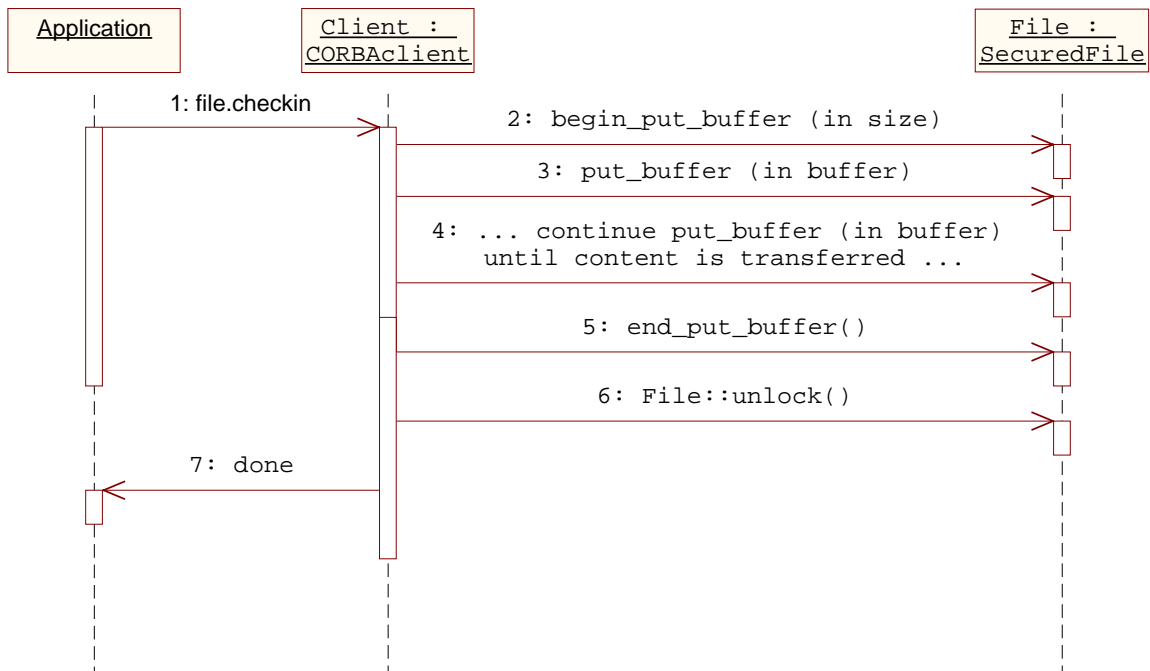 Application
Client :
CORBAclient
File :
SecuredFile
1: file.checkin
2: begin_put_buffer (in size)
3: put_buffer (in buffer)
4: ... continue put_buffer (in buffer)
until content is transferred ...
5: end_put_buffer()
6: File::unlock()
7: done